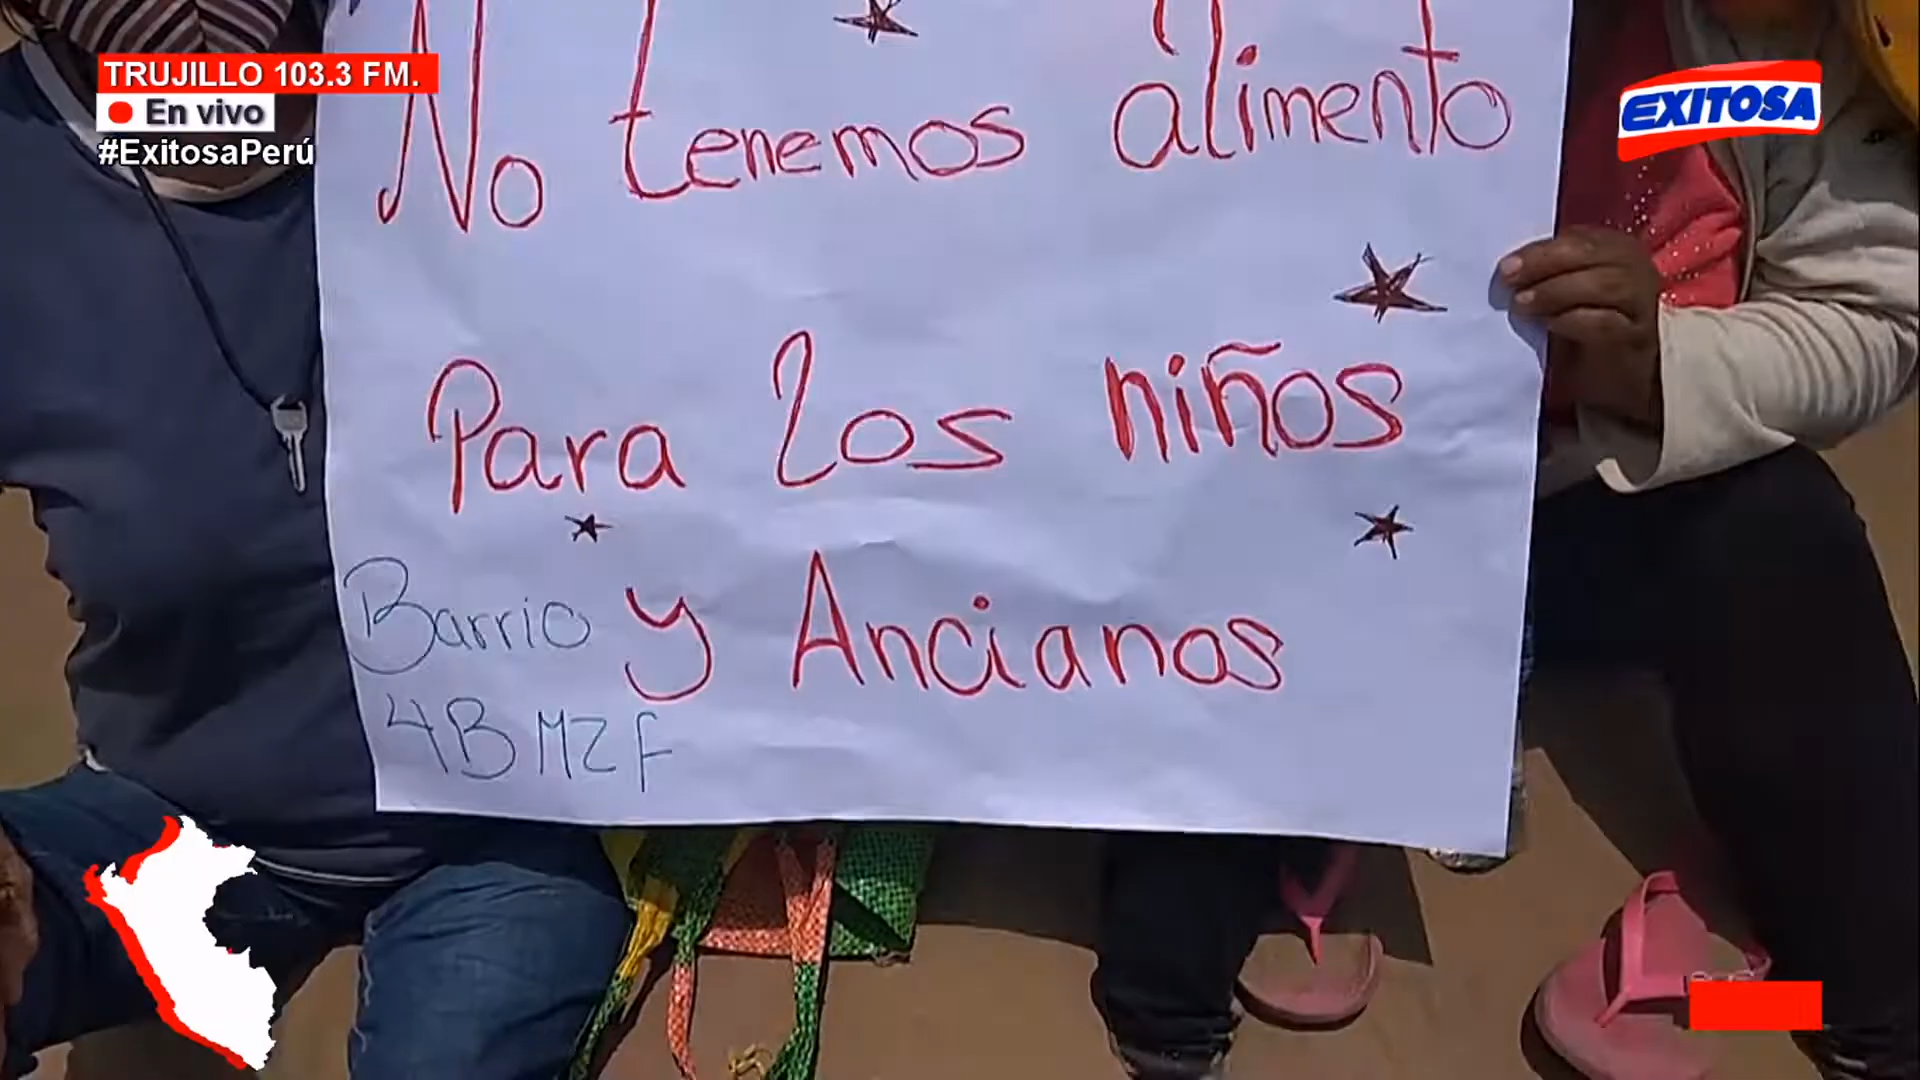 TRUJILLO 103.3 FM.
En vivo
#ExitosaPerú
EXITOSA
No tenemos alimento
Para los niños
y Ancianos
Barrio
4B MZ F